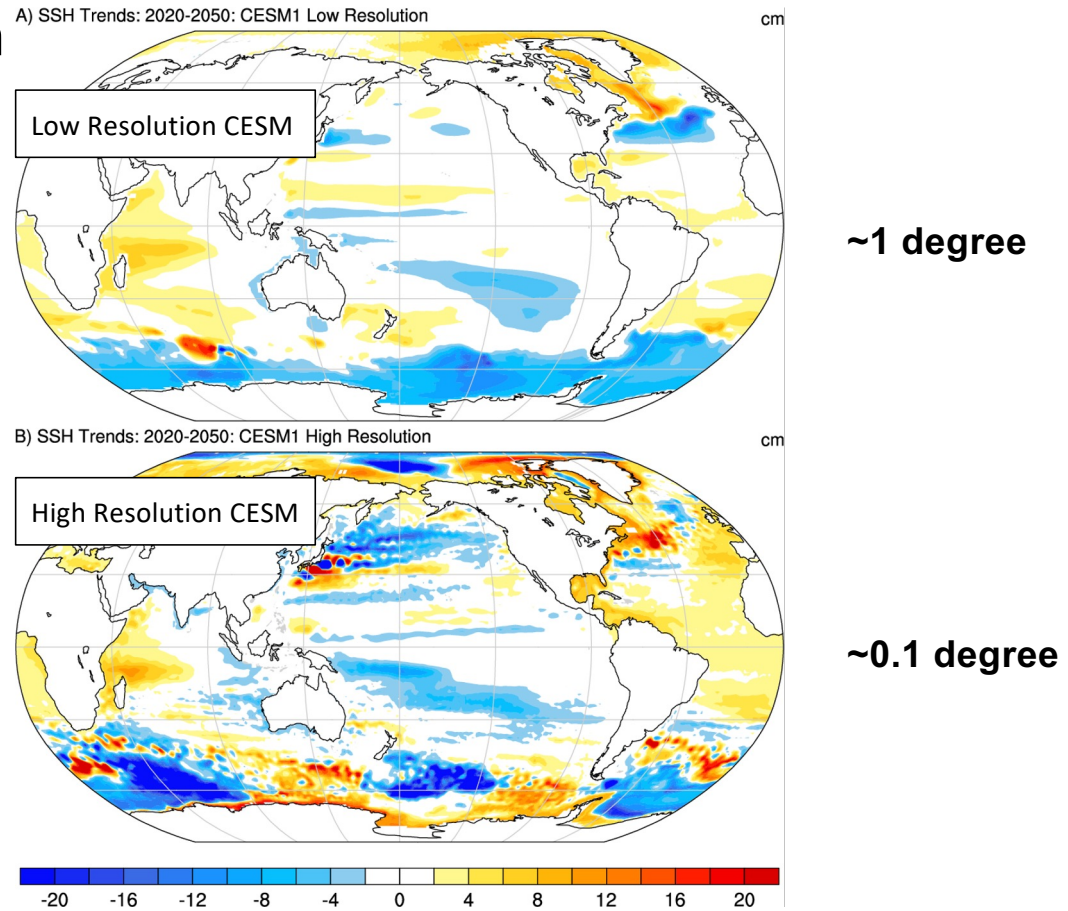 A) SSH Trends: 2020-2050: CESM1 Low Resolution cm
Low Resolution CESM
~1 degree
B) SSH Trends: 2020-2050: CESM1 High Resolution cm
High Resolution CESM
~0.1 degree
-20 -16 -12 -8 -4 0 4 8 12 16 20